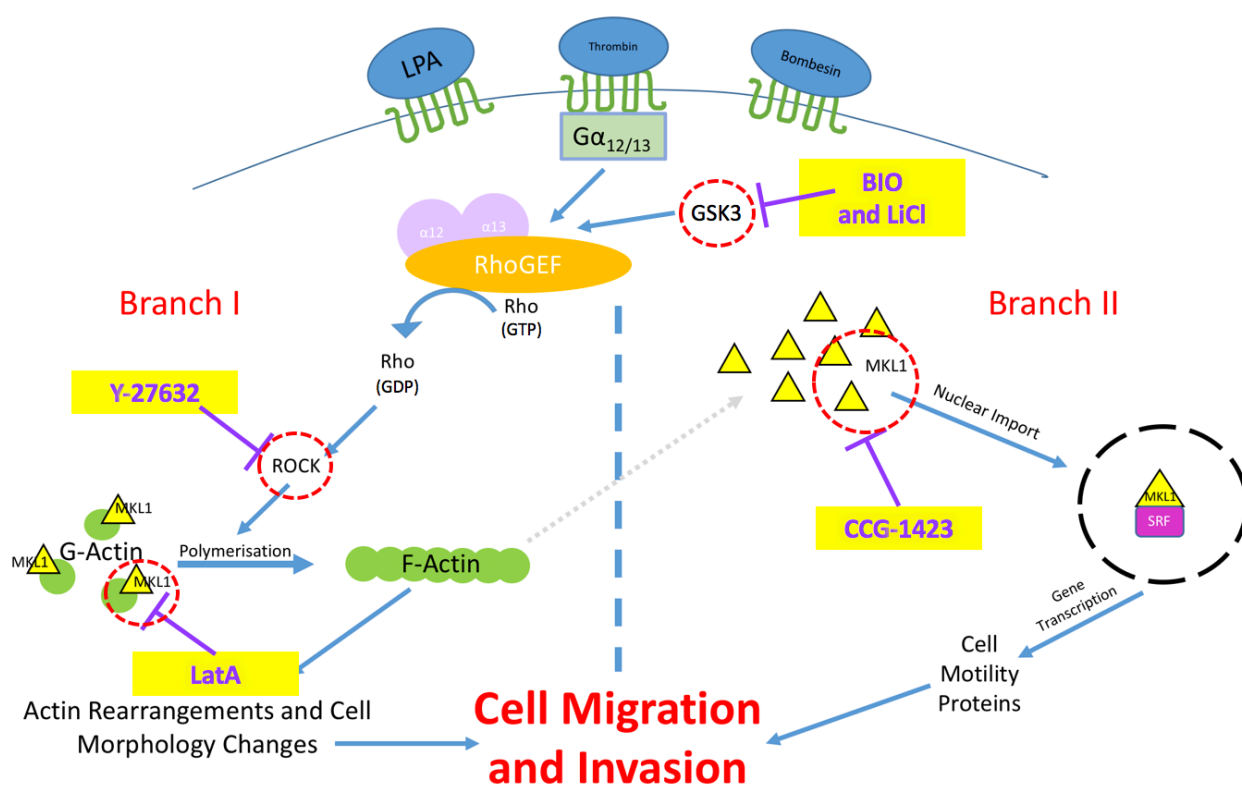 LPA
Thrombin
Bombesin
Gα12/13
BIO
and LiCl
GSK3
α12
α13
RhoGEF
Branch I
Branch II
Rho
(GTP)
MKL1
Rho
(GDP)
Y-27632
Nuclear Import
ROCK
MKL1
SRF
MKL1
G-Actin
Polymerisation
MKL1
MKL1
F-Actin
CCG-1423
Gene
Transcription
LatA
Cell
Motility
Proteins
Actin Rearrangements and Cell
Morphology Changes
Cell Migration
and Invasion